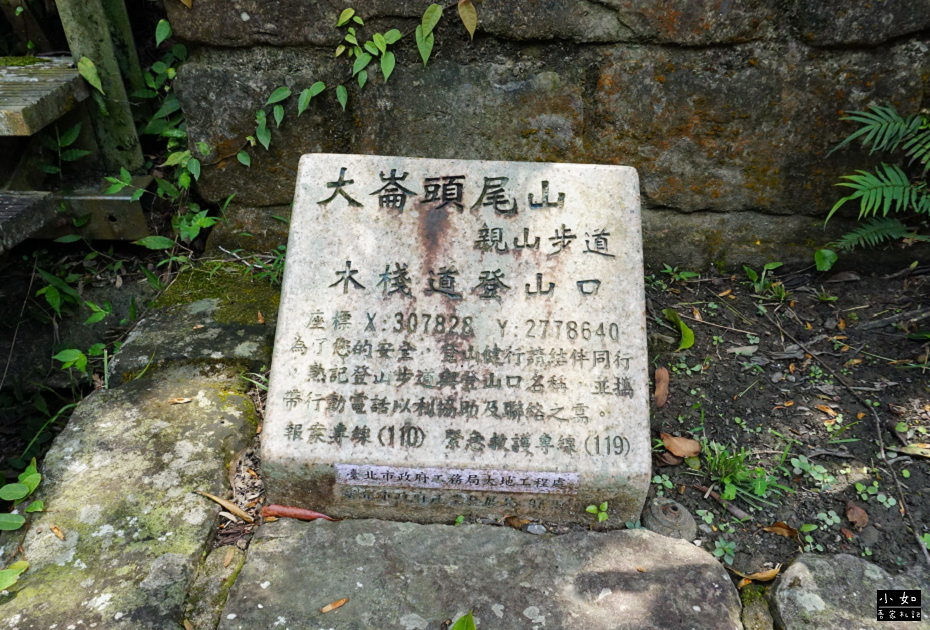 大崙頭尾山
親山步道
木棧道登山口
座標 X:307828 Y:2778640
為了您的安全，登山健行請結伴同行
，熟記登山步道與登山口名稱，並攜
帶行動電話以利協助及聯絡之需。
報案專線(110) 緊急救護專線(119)
臺北市政府工務局大地工程處
小如
吾家札記